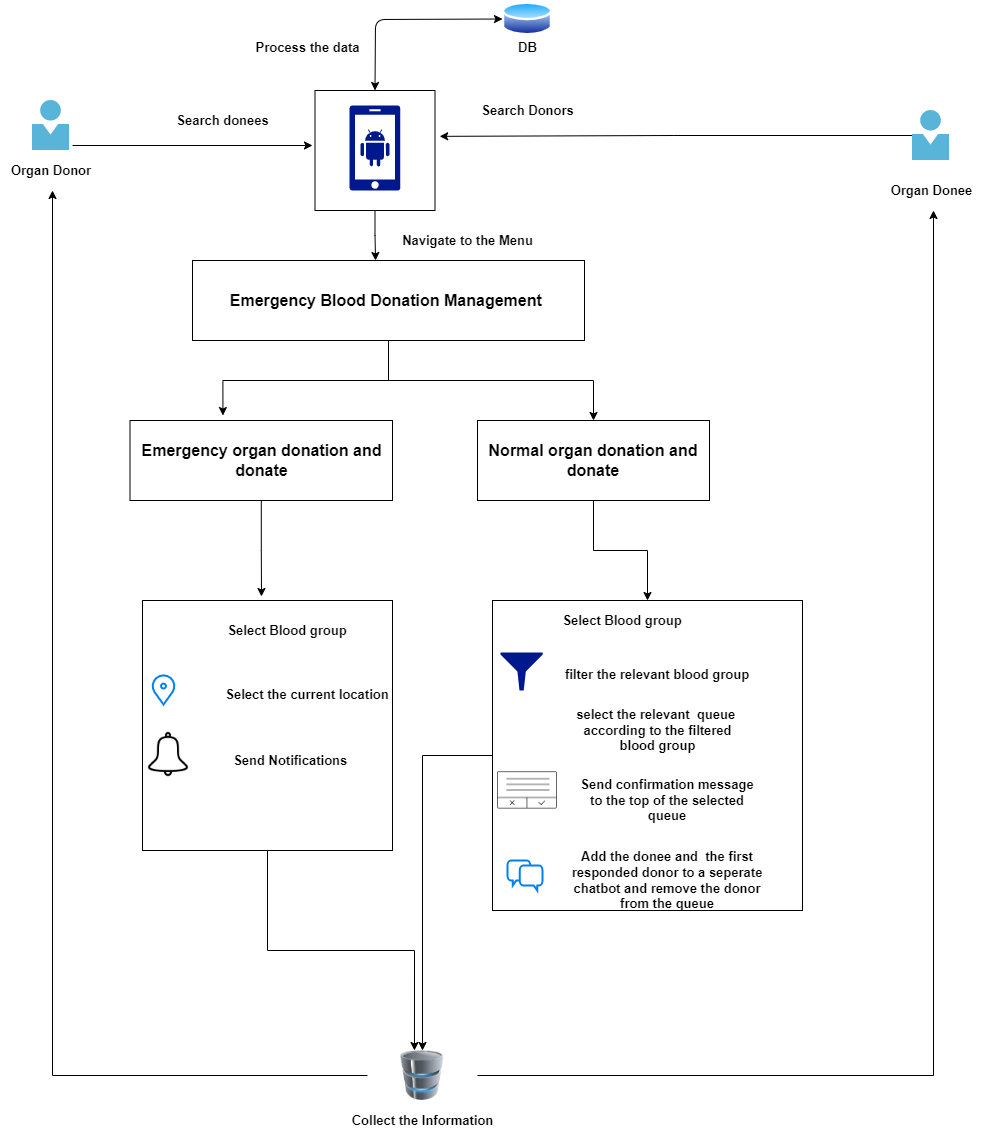 Process the data
DB
Search donees
Search Donors
Organ Donor
Organ Donee
Navigate to the Menu
Emergency Blood Donation Management
Emergency organ donation and
donate
Normal organ donation and
donate
Select Blood group
Select the current location
Send Notifications
Select Blood group
filter the relevant blood group
select the relevant  queue
according to the filtered
blood group
Send confirmation message
to the top of the selected
queue
Add the donee and  the first
responded donor to a seperate
chatbot and remove the donor
from the queue
Collect the Information